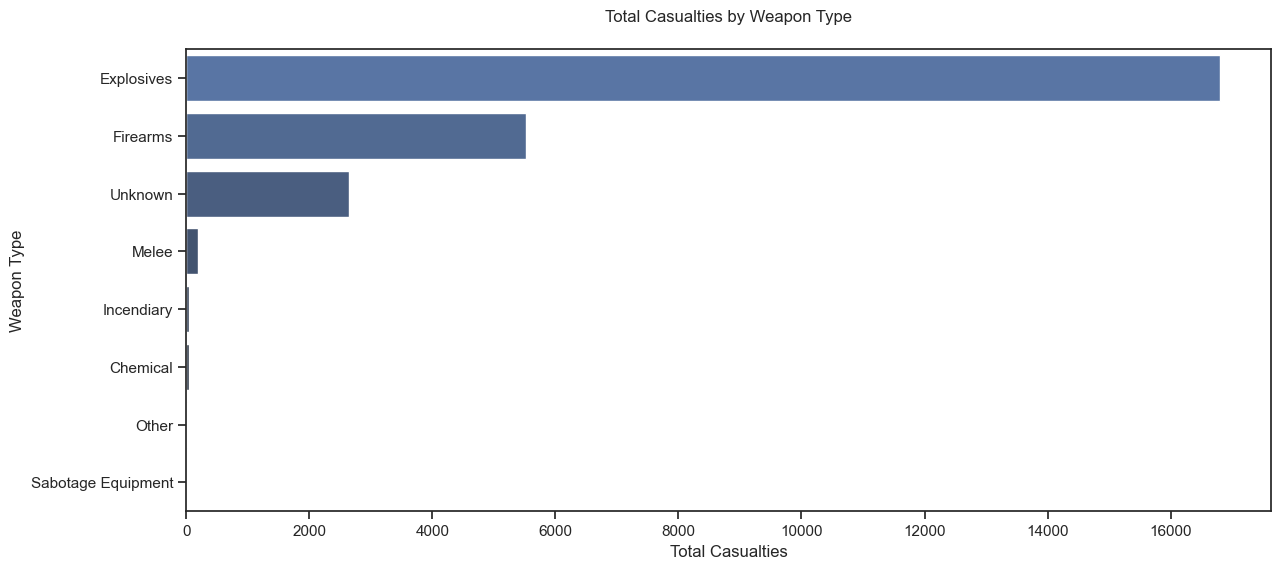 Total Casualties by Weapon Type
Weapon Type
Explosives
Firearms
Unknown
Melee
Incendiary
Chemical
Other
Sabotage Equipment
0 2000 4000 6000 8000 10000 12000 14000 16000
Total Casualties